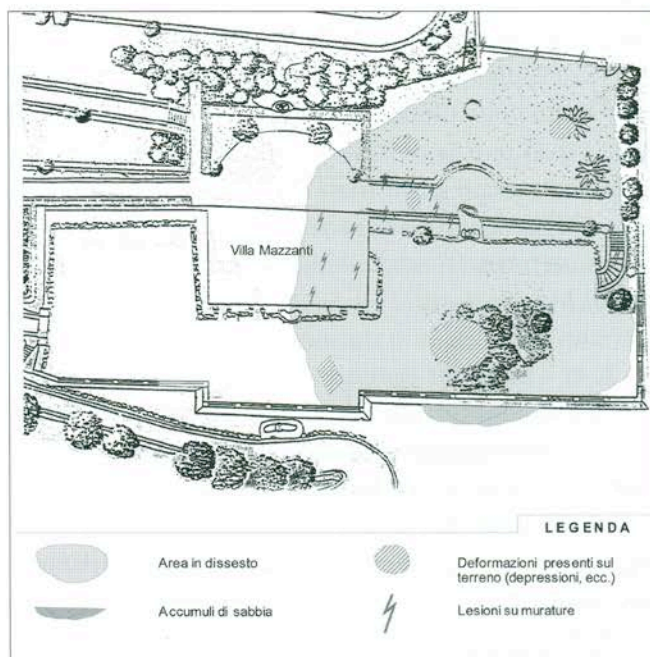 Villa Mazzanti
LEGENDA
Area in dissesto
Deformazioni presenti sul
terreno (depressioni, ecc.)
Accumuli di sabbia
Lesioni su murature